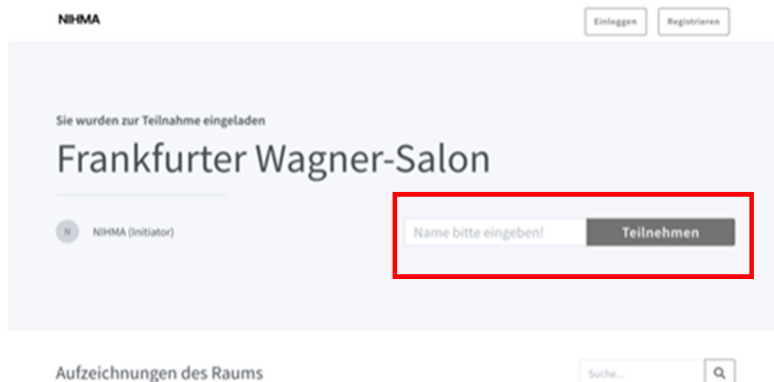 NIHMA
Einloggen Registrieren
Sie wurden zur Teilnahme eingeladen
Frankfurter Wagner-Salon
N NIHMA (Initiator)
Name bitte eingeben! Teilnehmen
Aufzeichnungen des Raums
Suche...